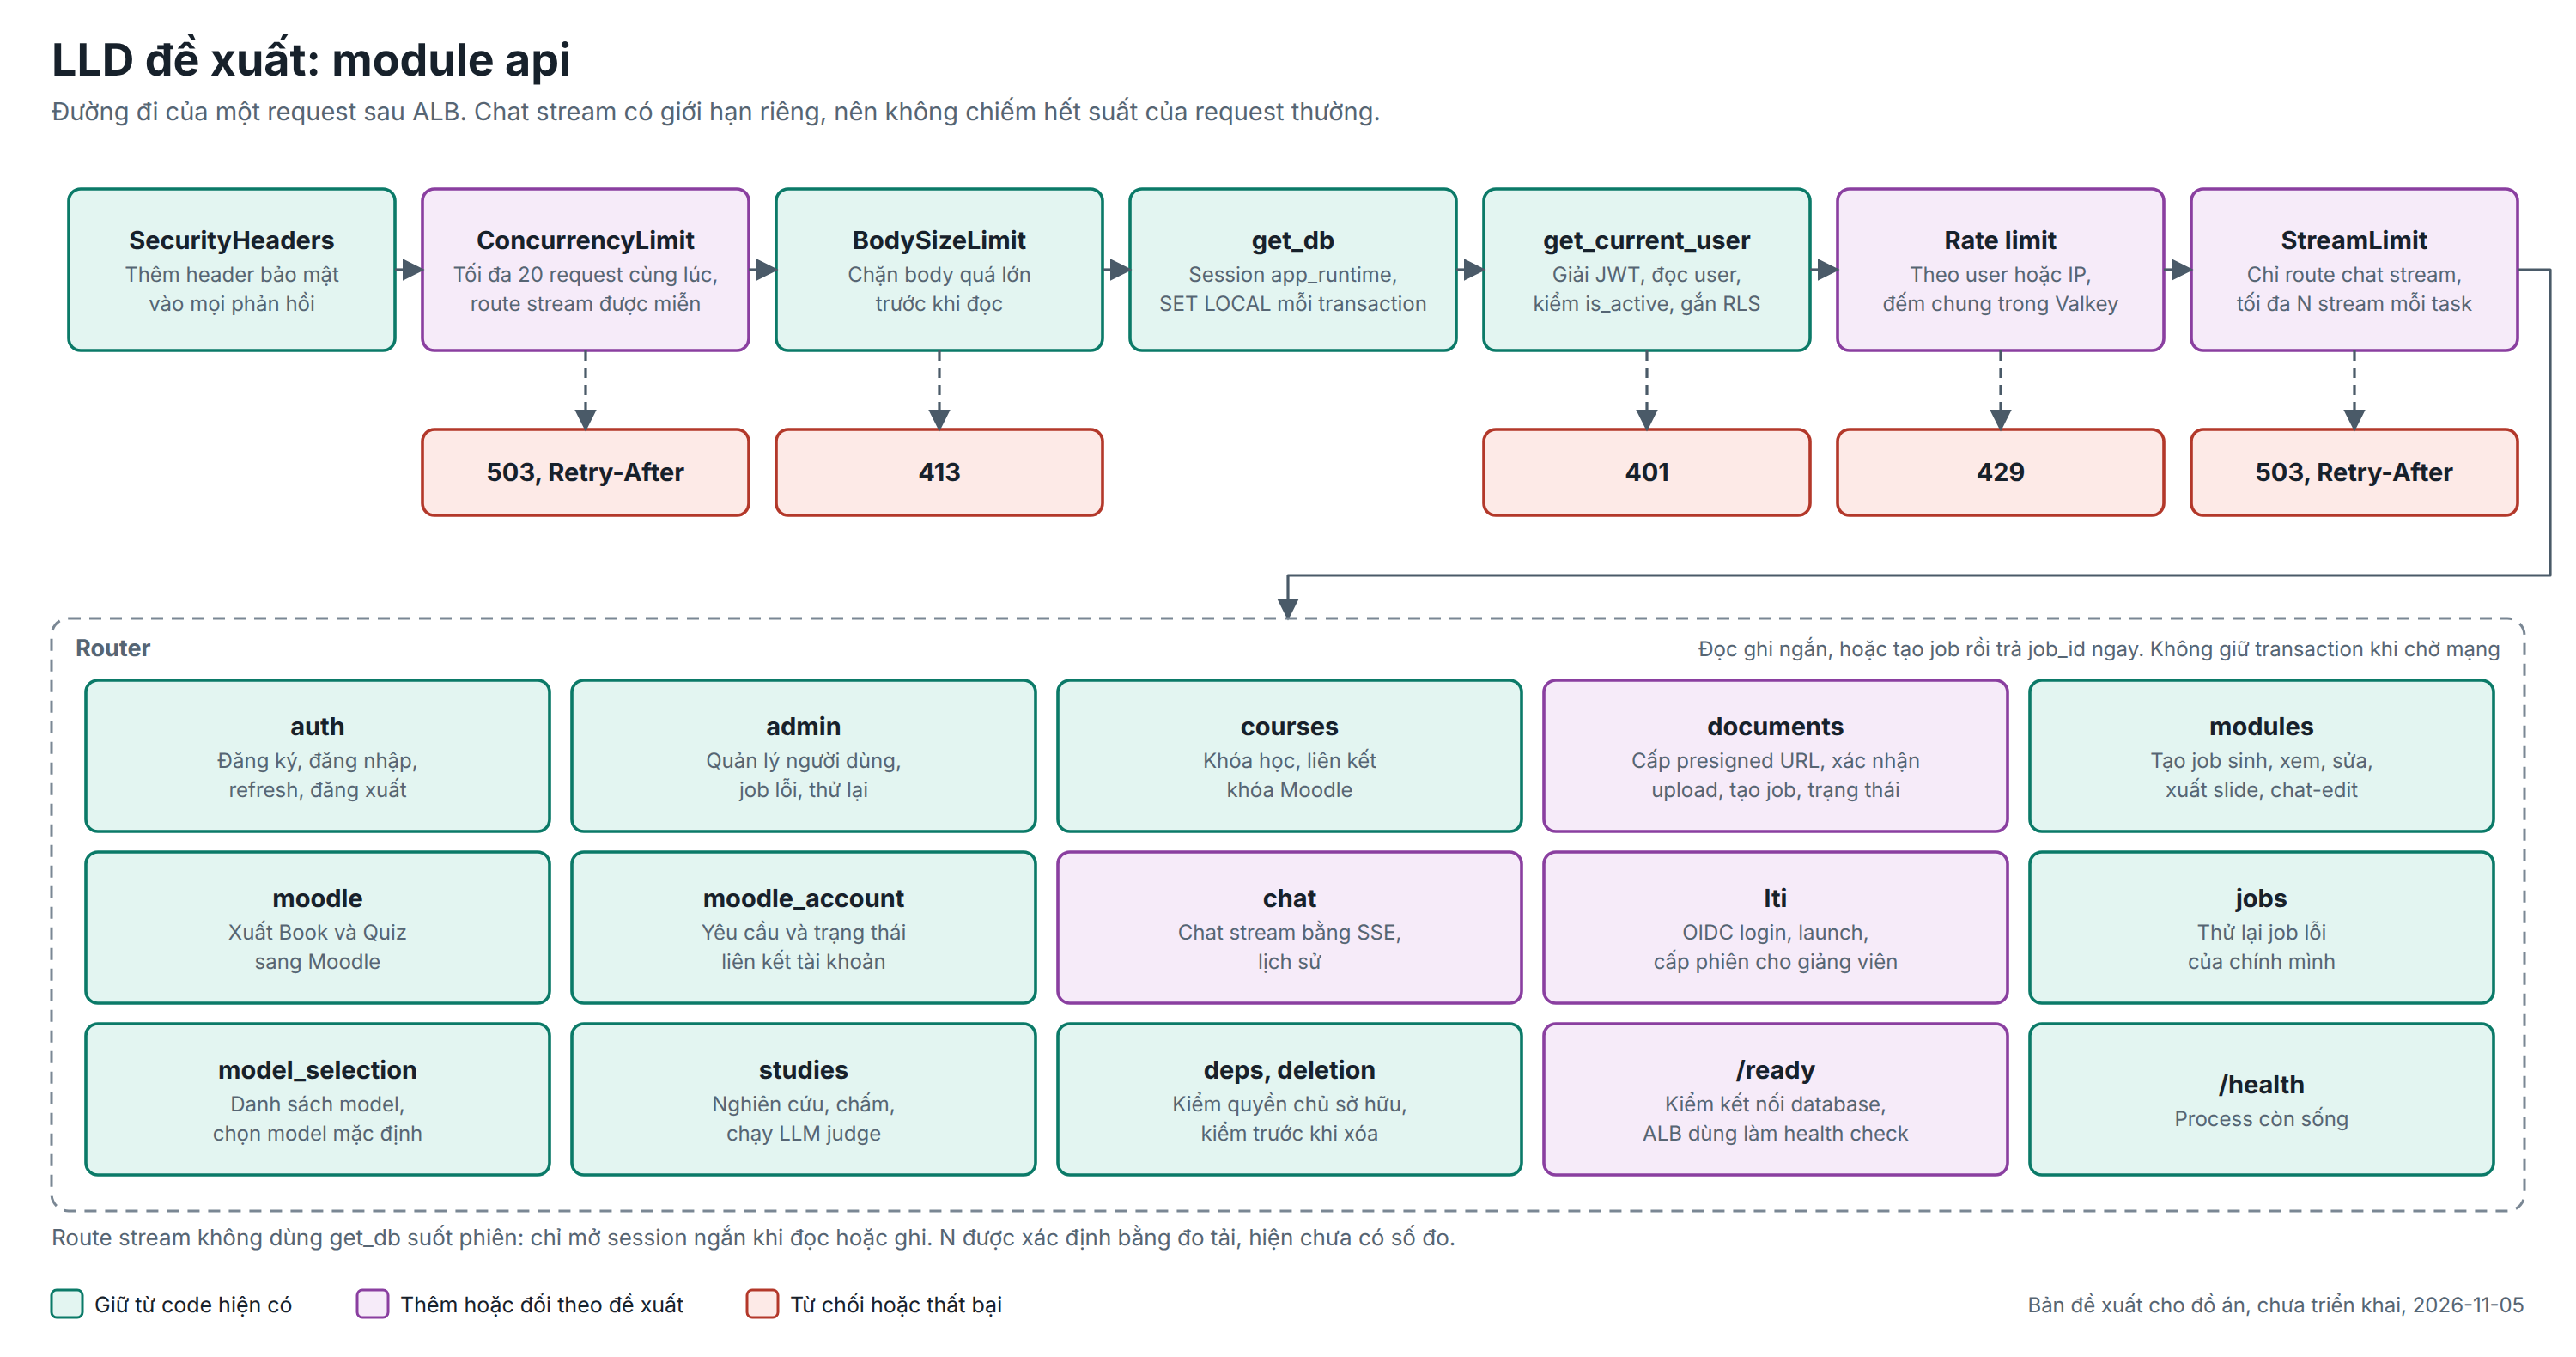 LLD đề xuất: module api
Đường đi của một request sau ALB. Chat stream có giới hạn riêng, nên không chiếm hết suất của request thường.
SecurityHeaders
Thêm header bảo mật
vào mọi phản hồi
ConcurrencyLimit
Tối đa 20 request cùng lúc,
route stream được miễn
BodySizeLimit
Chặn body quá lớn
trước khi đọc
get_db
Session app_runtime,
SET LOCAL mỗi transaction
get_current_user
Giải JWT, đọc user,
kiểm is_active, gắn RLS
Rate limit
Theo user hoặc IP,
đếm chung trong Valkey
StreamLimit
Chỉ route chat stream,
tối đa N stream mỗi task
503, Retry-After
413
401
429
503, Retry-After
Router
Đọc ghi ngắn, hoặc tạo job rồi trả job_id ngay. Không giữ transaction khi chờ mạng
auth
Đăng ký, đăng nhập,
refresh, đăng xuất
admin
Quản lý người dùng,
job lỗi, thử lại
courses
Khóa học, liên kết
khóa Moodle
documents
Cấp presigned URL, xác nhận
upload, tạo job, trạng thái
modules
Tạo job sinh, xem, sửa,
xuất slide, chat-edit
moodle
Xuất Book và Quiz
sang Moodle
moodle_account
Yêu cầu và trạng thái
liên kết tài khoản
chat
Chat stream bằng SSE,
lịch sử
lti
OIDC login, launch,
cấp phiên cho giảng viên
jobs
Thử lại job lỗi
của chính mình
model_selection
Danh sách model,
chọn model mặc định
studies
Nghiên cứu, chấm,
chạy LLM judge
deps, deletion
Kiểm quyền chủ sở hữu,
kiểm trước khi xóa
/ready
Kiểm kết nối database,
ALB dùng làm health check
/health
Process còn sống
Route stream không dùng get_db suốt phiên: chỉ mở session ngắn khi đọc hoặc ghi. N được xác định bằng đo tải, hiện chưa có số đo.
Giữ từ code hiện có
Thêm hoặc đổi theo đề xuất
Từ chối hoặc thất bại
Bản đề xuất cho đồ án, chưa triển khai, 2026-11-05